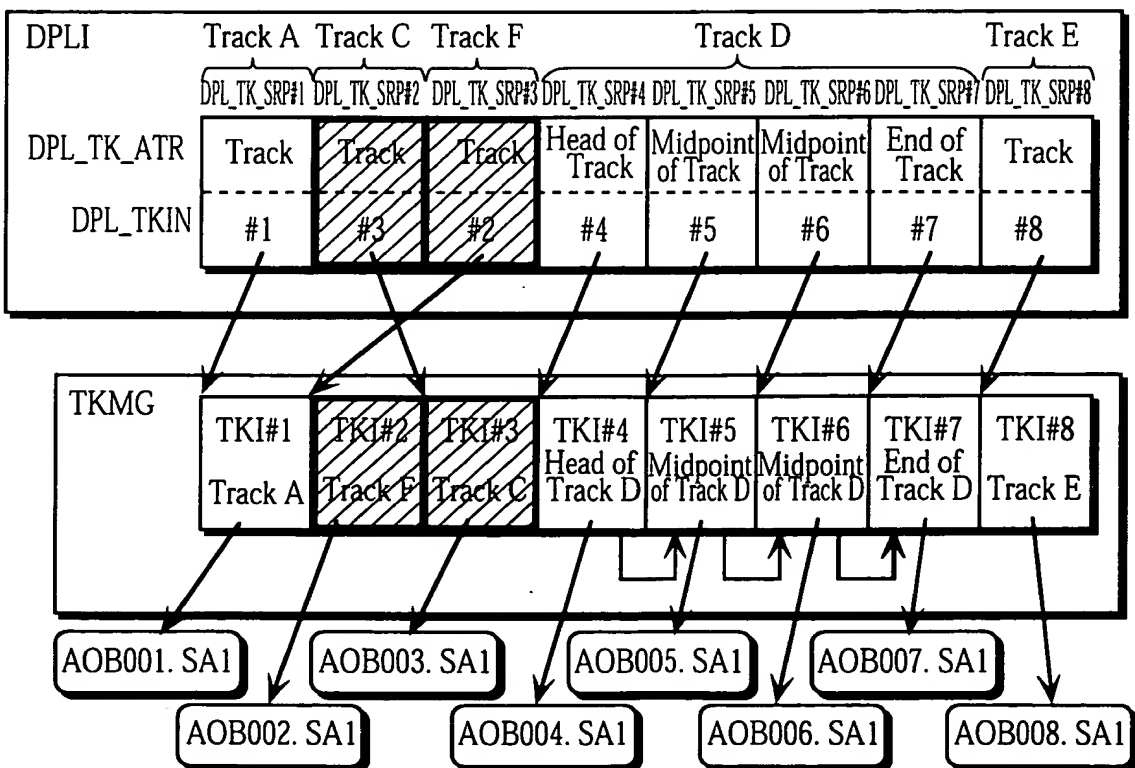 DPLI Track A Track C Track F Track D Track E
DPL_TK_SRP#1 DPL_TK_SRP#2 DPL_TK_SRP#3 DPL_TK_SRP#4 DPL_TK_SRP#5 DPL_TK_SRP#6 DPL_TK_SRP#7 DPL_TK_SRP#8
DPL_TK_ATR Track Track Track Head of Track Midpoint of Track Midpoint of Track End of Track Track
DPL_TKIN #1 #3 #2 #4 #5 #6 #7 #8
TKMG
TKI#1 TKI#2 TKI#3 TKI#4 TKI#5 TKI#6 TKI#7 TKI#8
Track A Track F Track C Head of Track D Midpoint of Track D Midpoint of Track D End of Track D Track E
AOB001. SA1 AOB003. SA1 AOB005. SA1 AOB007. SA1
AOB002. SA1 AOB004. SA1 AOB006. SA1 AOB008. SA1